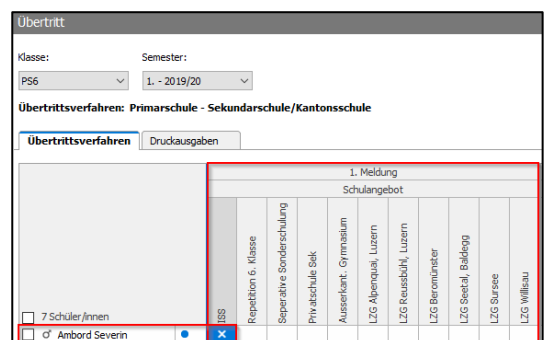 Übertritt
Klasse: Semester:
PS6 1. - 2019/20
Übertrittsverfahren: Primarschule - Sekundarschule/Kantonsschule
Übertrittsverfahren Druckausgaben
1. Meldung
Schulangebot
ISS
Repetition 6. Klasse
Seperative Sonderschulung
Privatschule Sek
Ausserkant. Gymnasium
LZG Alpenquai, Luzern
LZG Reussbühl, Luzern
LZG Beromünster
LZG Seetal, Baldegg
LZG Sursee
LZG Willisau
7 Schüler/innen
Ambord Severin